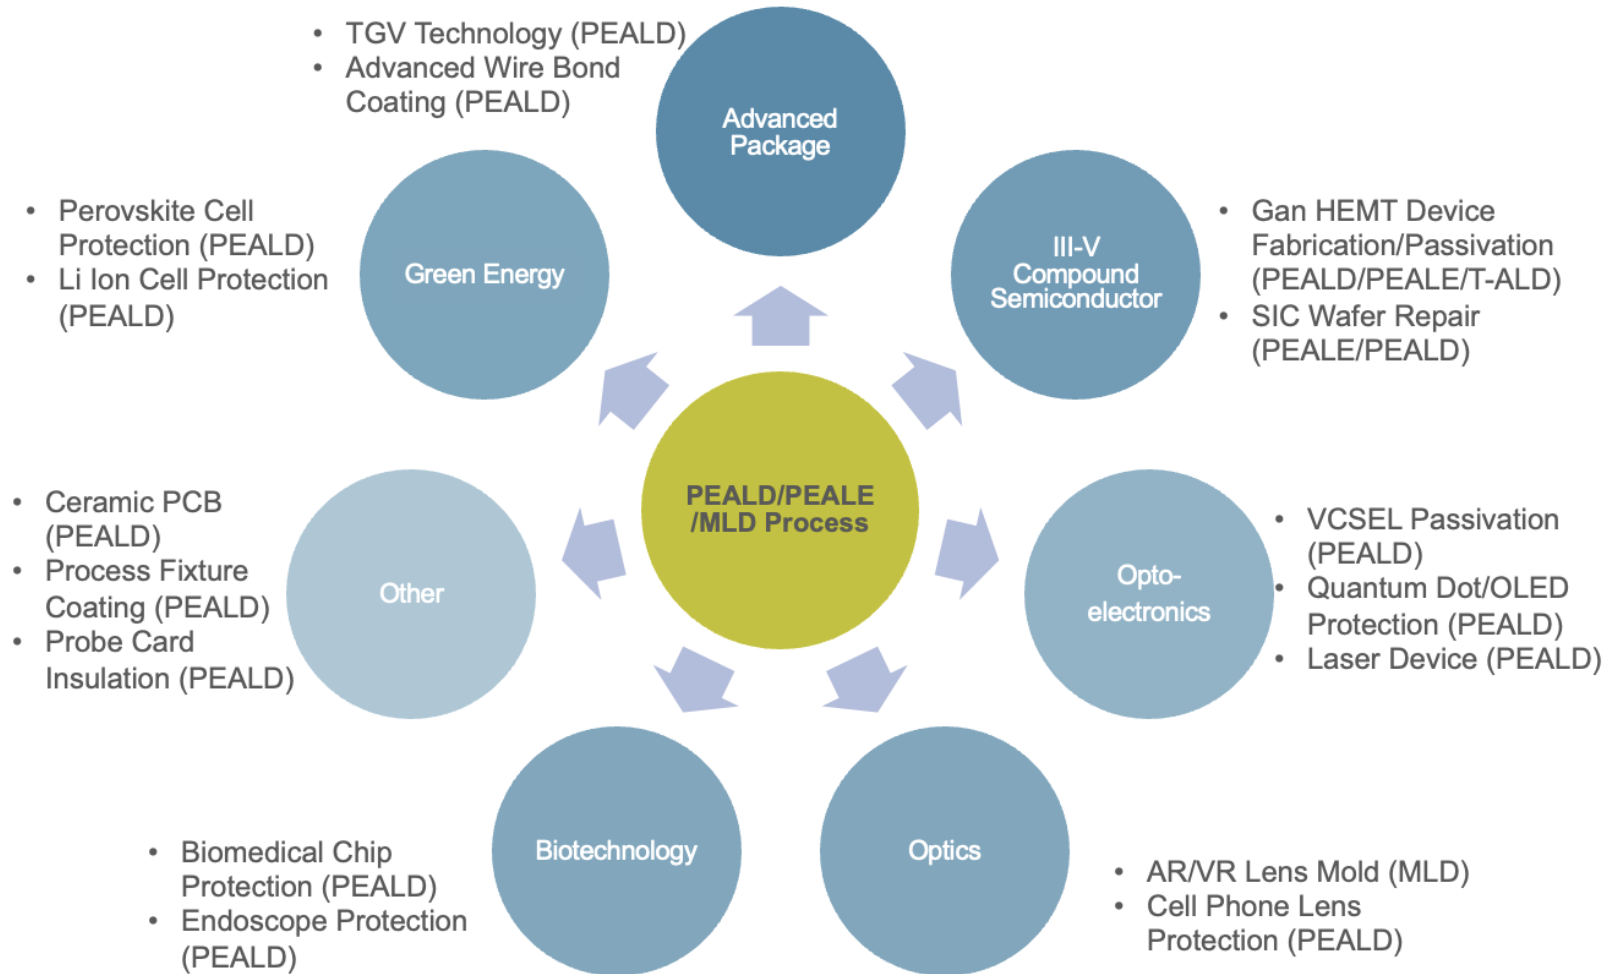 • TGV Technology (PEALD)
• Advanced Wire Bond
Coating (PEALD)
Advanced
Package
• Perovskite Cell
Protection (PEALD)
• Li Ion Cell Protection
(PEALD)
Green Energy
III-V
Compound
Semiconductor
• Gan HEMT Device
Fabrication/Passivation
(PEALD/PEALE/T-ALD)
• SIC Wafer Repair
(PEALE/PEALD)
PEALD/PEALE
/MLD Process
• Ceramic PCB
(PEALD)
• Process Fixture
Coating (PEALD)
• Probe Card
Insulation (PEALD)
Other
Opto-
electronics
• VCSEL Passivation
(PEALD)
• Quantum Dot/OLED
Protection (PEALD)
• Laser Device (PEALD)
• Biomedical Chip
Protection (PEALD)
• Endoscope Protection
(PEALD)
Biotechnology
Optics
• AR/VR Lens Mold (MLD)
• Cell Phone Lens
Protection (PEALD)